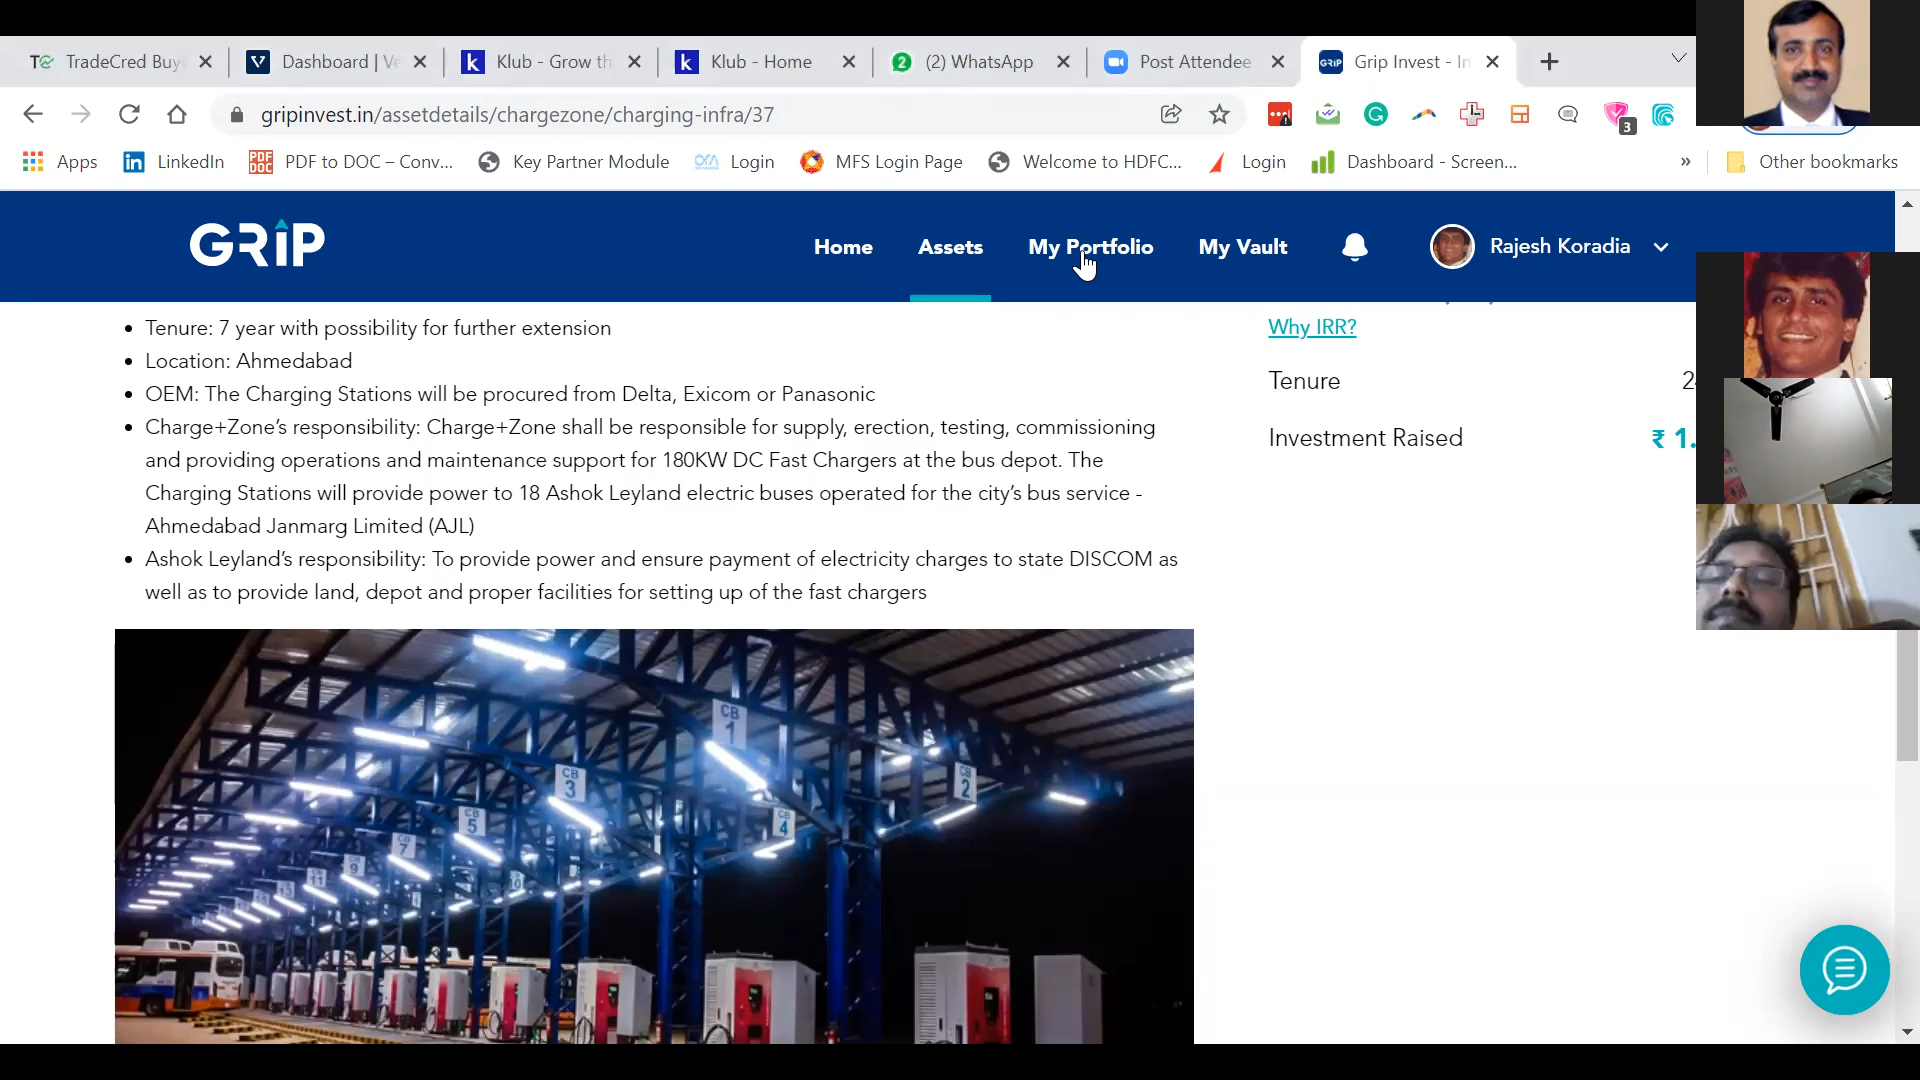 TradeCred Buy
Dashboard | Ve
Klub - Grow th
Klub - Home
(2) WhatsApp
Post Attendee
Grip Invest - In
gripinvest.in/assetdetails/chargezone/charging-infra/37
3
Apps
LinkedIn
PDF to DOC – Conv...
Key Partner Module
Login
MFS Login Page
Welcome to HDFC...
Login
Dashboard - Screen...
»
Other bookmarks
GRIP
Home
Assets
My Portfolio
My Vault
Rajesh Koradia
• Tenure: 7 year with possibility for further extension
• Location: Ahmedabad
• OEM: The Charging Stations will be procured from Delta, Exicom or Panasonic
• Charge+Zone’s responsibility: Charge+Zone shall be responsible for supply, erection, testing, commissioning
and providing operations and maintenance support for 180KW DC Fast Chargers at the bus depot. The
Charging Stations will provide power to 18 Ashok Leyland electric buses operated for the city’s bus service -
Ahmedabad Janmarg Limited (AJL)
• Ashok Leyland’s responsibility: To provide power and ensure payment of electricity charges to state DISCOM as
well as to provide land, depot and proper facilities for setting up of the fast chargers
Why IRR?
Tenure
Investment Raised
₹ 1.
CB
1
CB
2
CB
3
CB
4
CB
5
CB
7
9
11